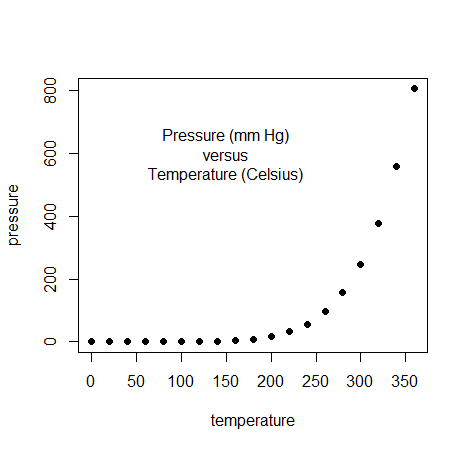 Pressure (mm Hg)
versus
Temperature (Celsius)
pressure
800
600
400
200
0
0 50 100 150 200 250 300 350
temperature